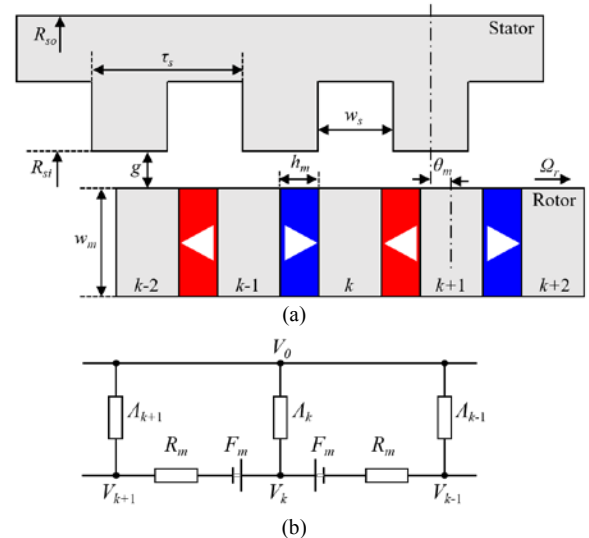 R_so
Stator
τ_s
w_s
R_si
g
h_m
θ_m
Ω_r
Rotor
w_m
k-2 k-1 k k+1 k+2
(a)
V_0
Λ_k+1 Λ_k Λ_k-1
R_m F_m F_m R_m
V_k+1 V_k V_k-1
(b)